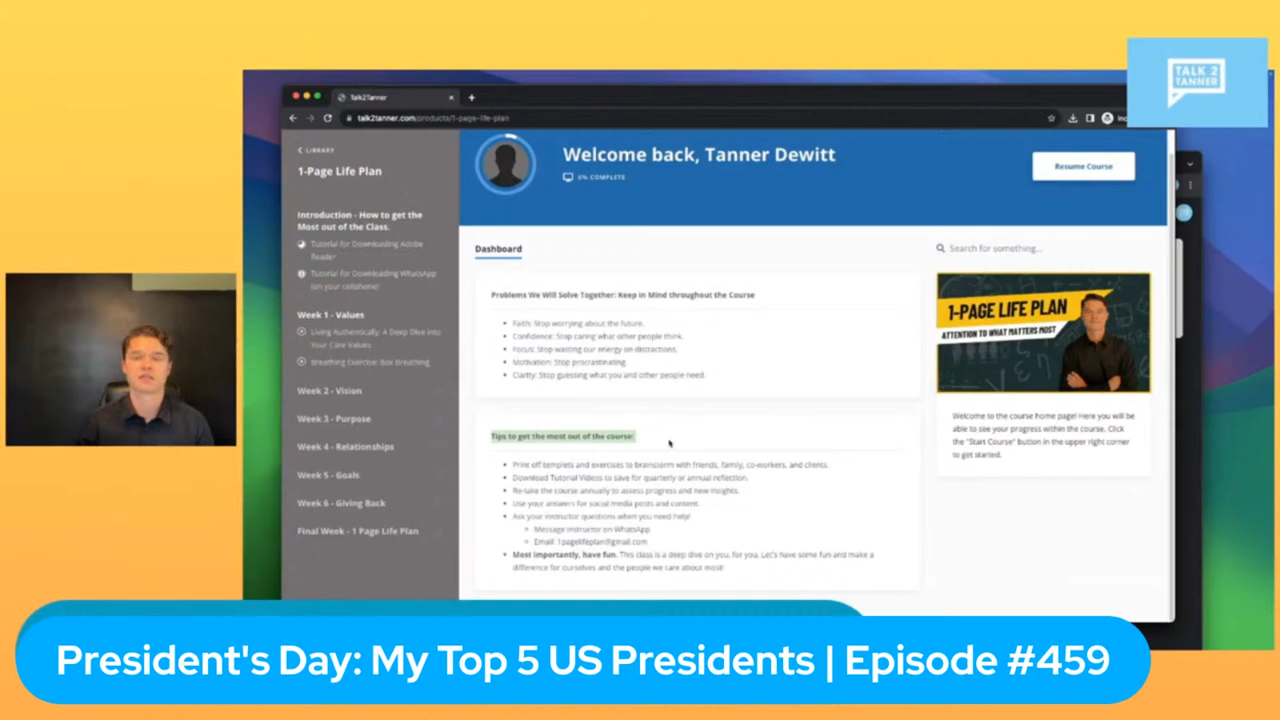 TALK 2
TANNER
Talk2Tanner
talk2tanner.com/products/1-page-life-plan
LIBRARY
1-Page Life Plan
Welcome back, Tanner Dewitt
5% COMPLETE
Resume Course
Introduction - How to get the
Most out of the Class.
Tutorial for Downloading Adobe
Reader
Tutorial for Downloading WhatsApp
(on your cellphone)
Week 1 - Values
Living Authentically: A Deep Dive into
Your Core Values
Breathing Exercise: Box Breathing
Week 2 - Vision
Week 3 - Purpose
Week 4 - Relationships
Week 5 - Goals
Week 6 - Giving Back
Final Week - 1 Page Life Plan
Dashboard
Search for something...
Problems We Will Solve Together: Keep in Mind throughout the Course
Faith: Stop worrying about the future.
Confidence: Stop caring what other people think.
Focus: Stop wasting our energy on distractions.
Motivation: Stop procrastinating.
Clarity: Stop guessing what you and other people need.
Tips to get the most out of the course:
Print off templets and exercises to brainstorm with friends, family, co-workers, and clients.
Download Tutorial Videos to save for quarterly or annual reflection.
Re-take the course annually to assess progress and new insights.
Use your answers for social media posts and content.
Ask your instructor questions when you need help!
Message instructor on WhatsApp
Email: 1pagelifeplan@gmail.com
Most importantly, have fun. This class is a deep dive on you, for you. Let's have some fun and make a
difference for ourselves and the people we care about most!
1-PAGE LIFE PLAN
ATTENTION TO WHAT MATTERS MOST
Welcome to the course home page! Here you will be
able to see your progress within the course. Click
the "Start Course" button in the upper right corner
to get started.
President's Day: My Top 5 US Presidents | Episode #459